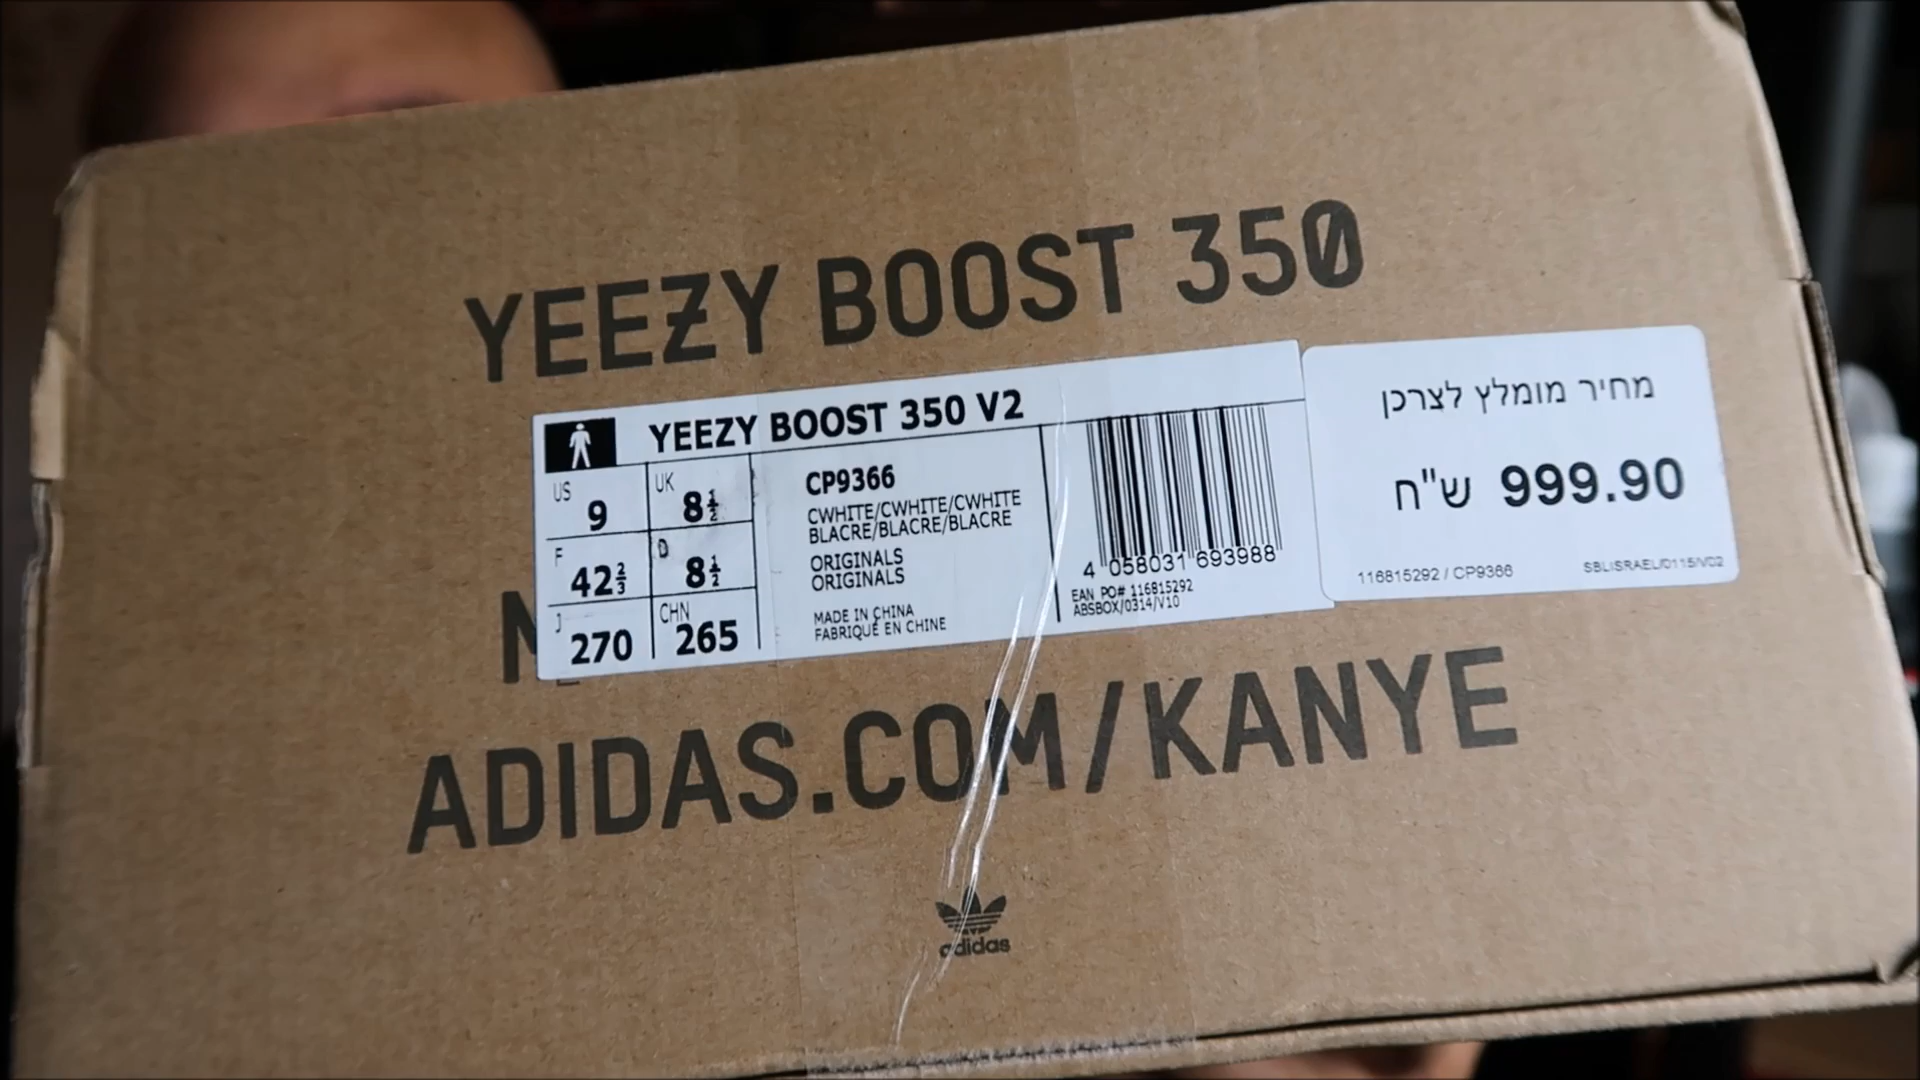 YEEZY BOOST 350
YEEZY BOOST 350 V2
US
9
UK
8½
F
42⅔
D
8½
J
270
CHN
265
CP9366
CWHITE/CWHITE/CWHITE
BLACRE/BLACRE/BLACRE
ORIGINALS
ORIGINALS
MADE IN CHINA
FABRIQUÉ EN CHINE
4 058031 693988
EAN PO# 116815292
ABSBOX/0314/V10
מחיר מומלץ לצרכן
999.90 ש"ח
116815292 / CP9366
SBLISRAEL/0115/V02
ADIDAS.COM/KANYE
adidas